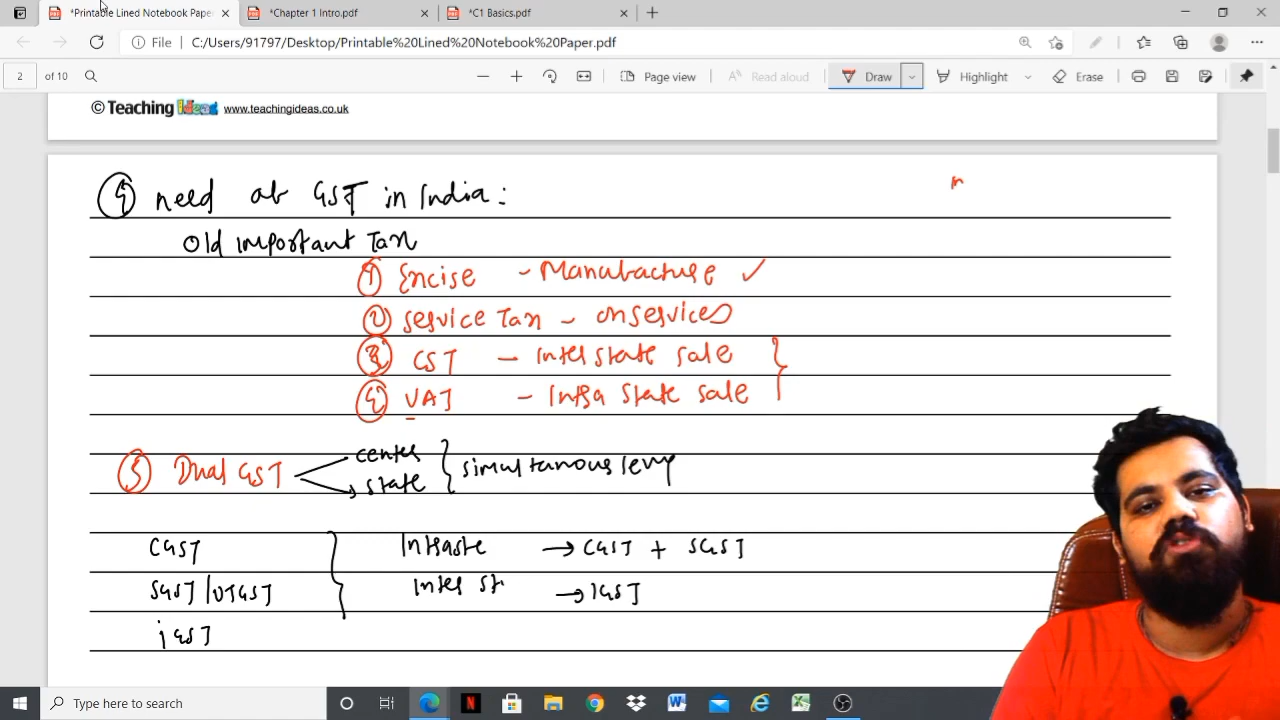 *Printable Lined Notebook Pape
*Chapter 1 Intro.pdf
*C1 Basics.pdf
File
C:/Users/91797/Desktop/Printable%20Lined%20Notebook%20Paper.pdf
2 of 10
Page view
Read aloud
Draw
Highlight
Erase
© Teaching Ideas www.teachingideas.co.uk
④ need of GST in India :
Old important Tax
① Excise - Manufacture ✓
② Service Tax - on services
③ CST - Inter state sale
④ VAT - Intra state sale
⑤ Dual GST
center
state
simultanous levy
CGST
SGST/UTGST
iGST
Intraste → CGST + SGST
Inter st → IGST
Type here to search